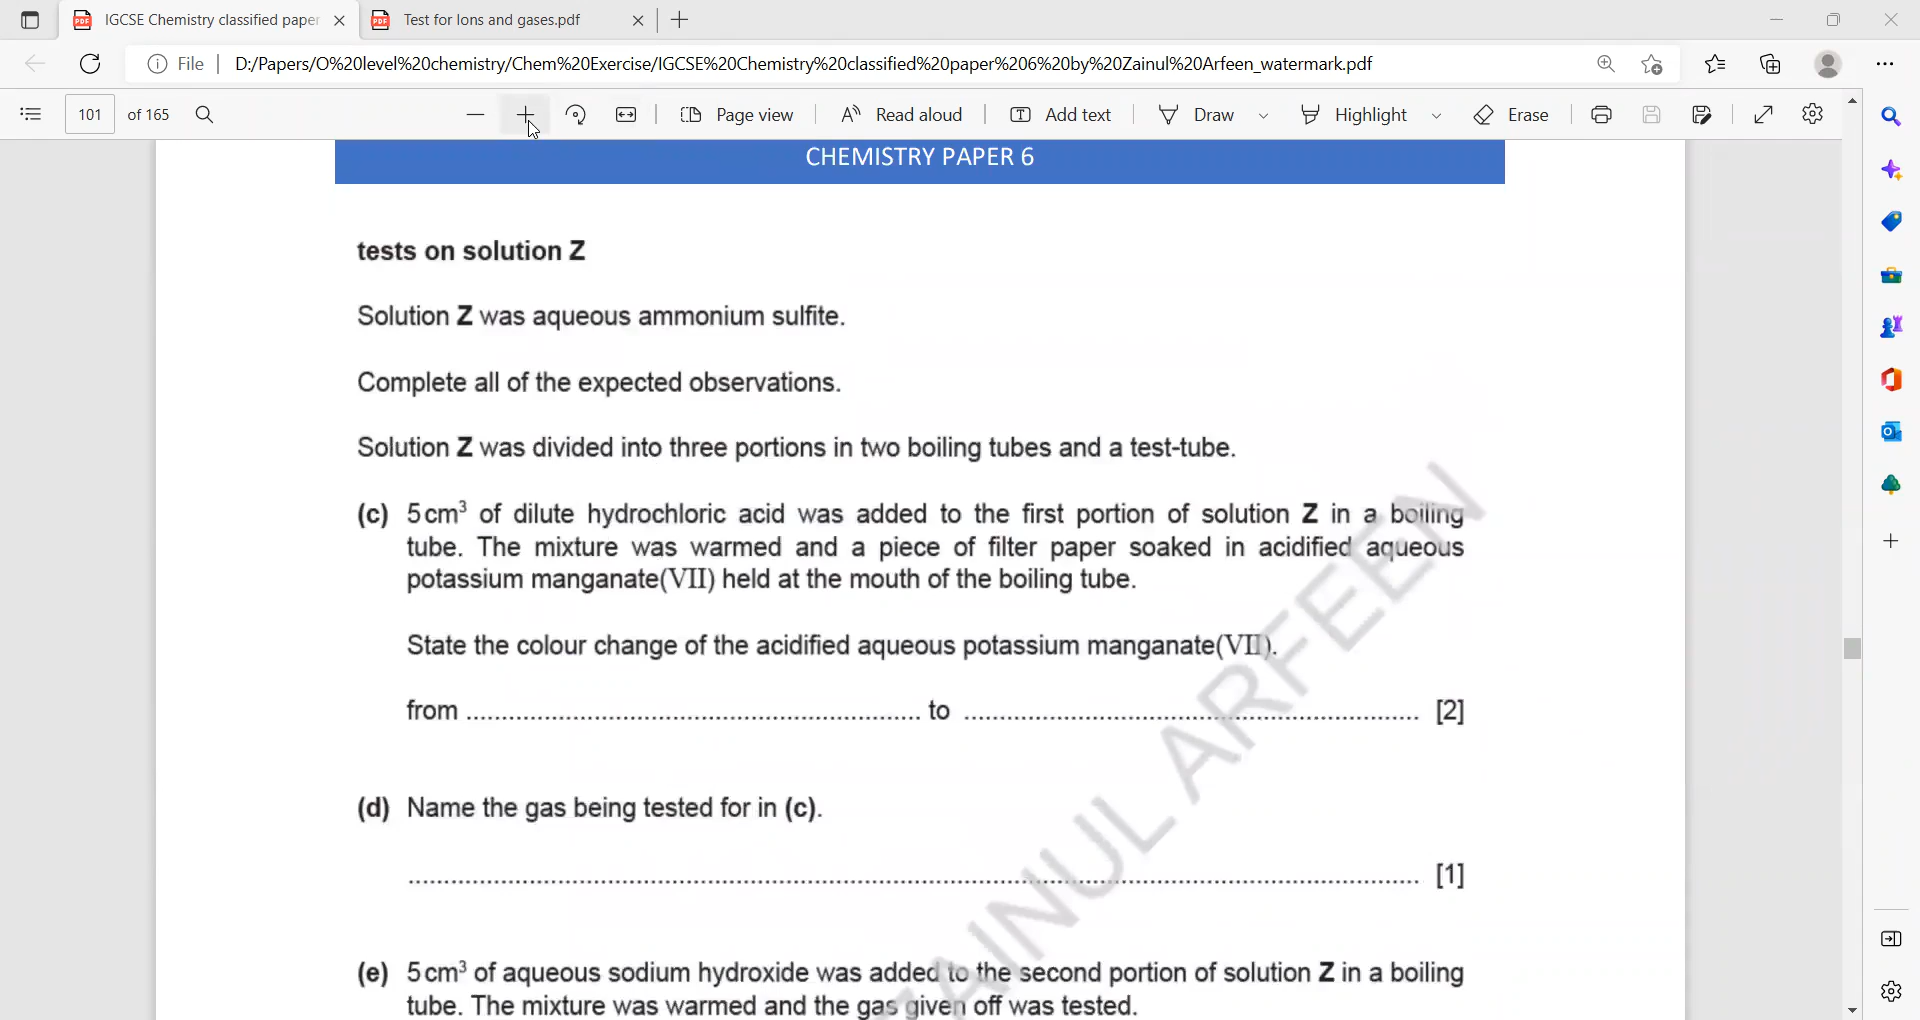 IGCSE Chemistry classified paper
Test for Ions and gases.pdf
File
D:/Papers/O%20level%20chemistry/Chem%20Exercise/IGCSE%20Chemistry%20classified%20paper%206%20by%20Zainul%20Arfeen_watermark.pdf
101 of 165
Page view
Read aloud
Add text
Draw
Highlight
Erase
CHEMISTRY PAPER 6
tests on solution Z
Solution Z was aqueous ammonium sulfite.
Complete all of the expected observations.
Solution Z was divided into three portions in two boiling tubes and a test-tube.
(c) 5 cm³ of dilute hydrochloric acid was added to the first portion of solution Z in a boiling
tube. The mixture was warmed and a piece of filter paper soaked in acidified aqueous
potassium manganate(VII) held at the mouth of the boiling tube.
State the colour change of the acidified aqueous potassium manganate(VII).
from ................................................................ to ................................................................ [2]
(d) Name the gas being tested for in (c).
................................................................................................................................ [1]
(e) 5 cm³ of aqueous sodium hydroxide was added to the second portion of solution Z in a boiling
tube. The mixture was warmed and the gas given off was tested.
ZAINUL ARFEEN